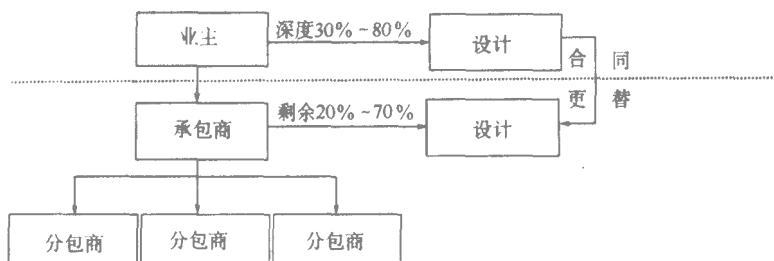 业主
深度30%~80%
设计
合同
更替
承包商
剩余20%~70%
设计
分包商
分包商
分包商